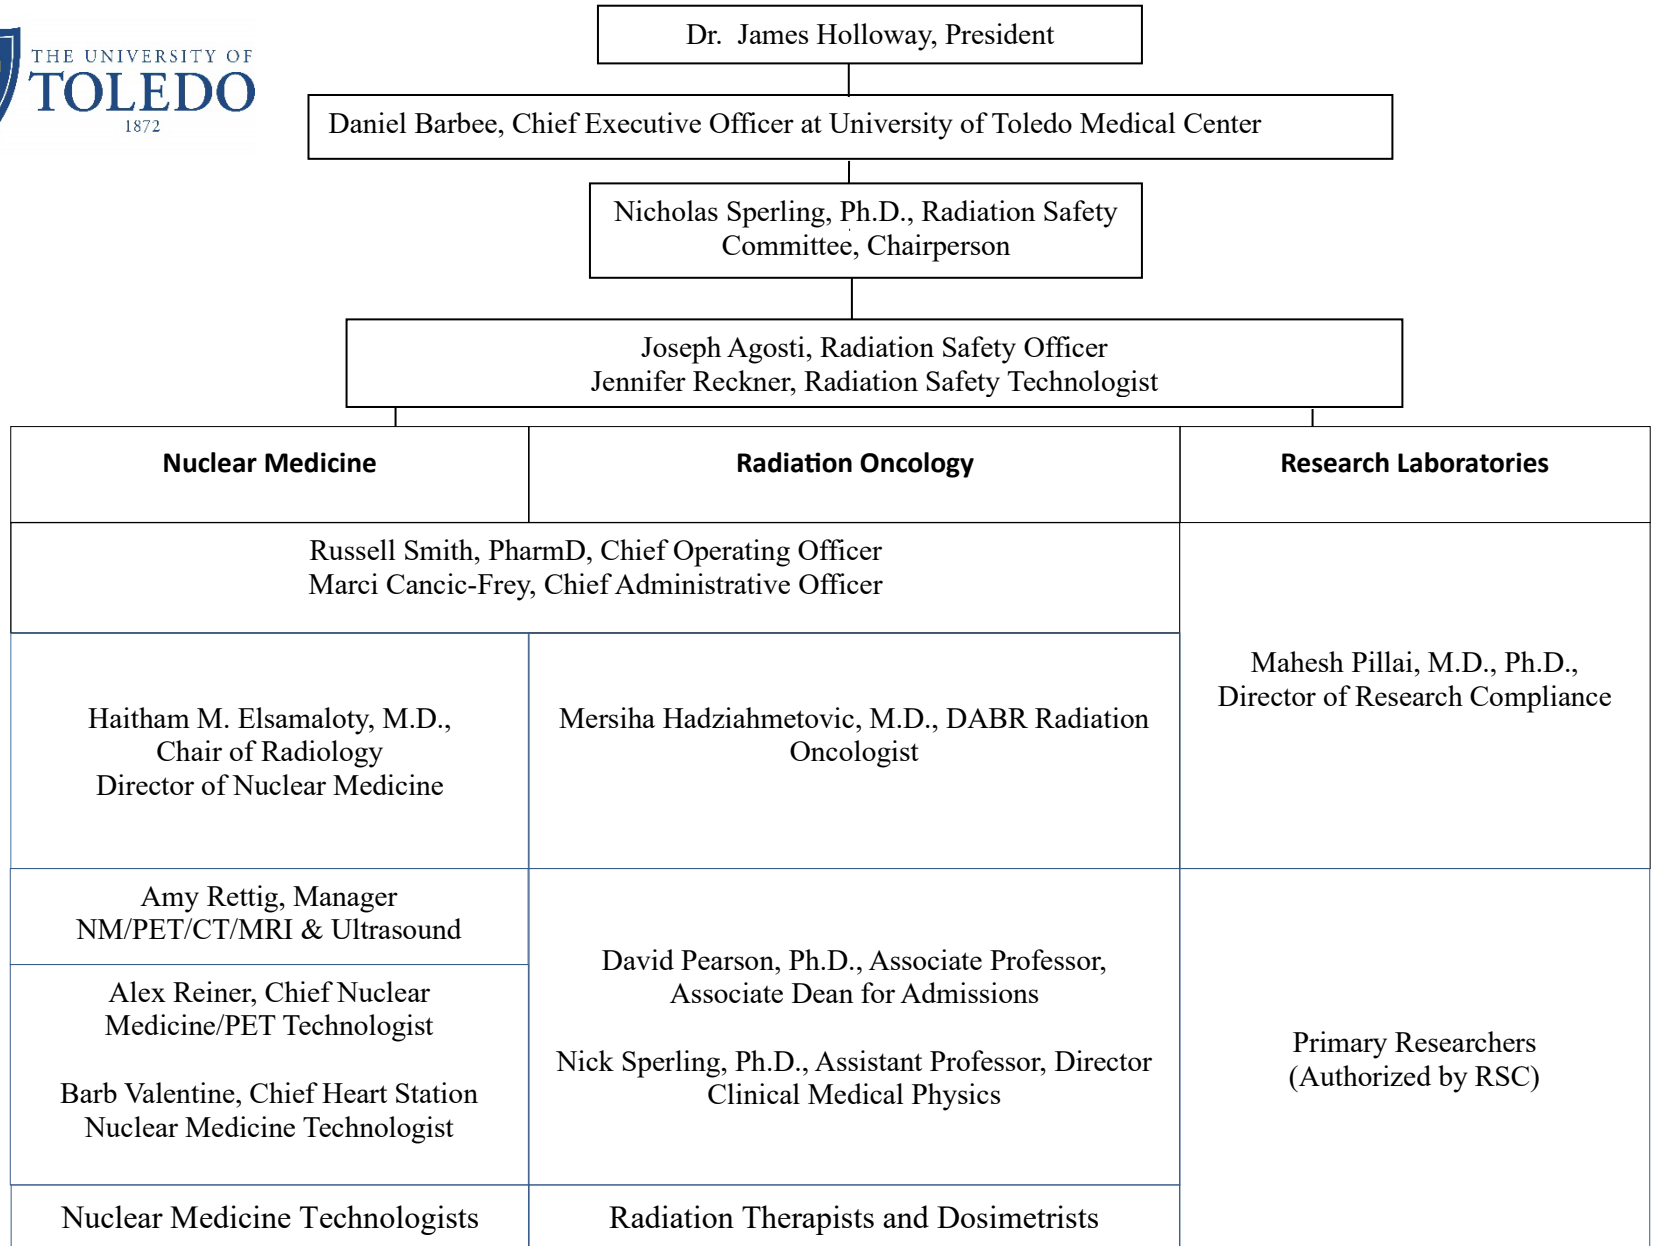 THE UNIVERSITY OF
TOLEDO
1872
Dr. James Holloway, President
Daniel Barbee, Chief Executive Officer at University of Toledo Medical Center
Nicholas Sperling, Ph.D., Radiation Safety
Committee, Chairperson
Joseph Agosti, Radiation Safety Officer
Jennifer Reckner, Radiation Safety Technologist
Nuclear Medicine
Radiation Oncology
Research Laboratories
Russell Smith, PharmD, Chief Operating Officer
Marci Cancic-Frey, Chief Administrative Officer
Mahesh Pillai, M.D., Ph.D.,
Director of Research Compliance
Haitham M. Elsamaloty, M.D.,
Chair of Radiology
Director of Nuclear Medicine
Mersiha Hadziahmetovic, M.D., DABR Radiation
Oncologist
Amy Rettig, Manager
NM/PET/CT/MRI & Ultrasound
Alex Reiner, Chief Nuclear
Medicine/PET Technologist
Barb Valentine, Chief Heart Station
Nuclear Medicine Technologist
David Pearson, Ph.D., Associate Professor,
Associate Dean for Admissions
Nick Sperling, Ph.D., Assistant Professor, Director
Clinical Medical Physics
Primary Researchers
(Authorized by RSC)
Nuclear Medicine Technologists
Radiation Therapists and Dosimetrists